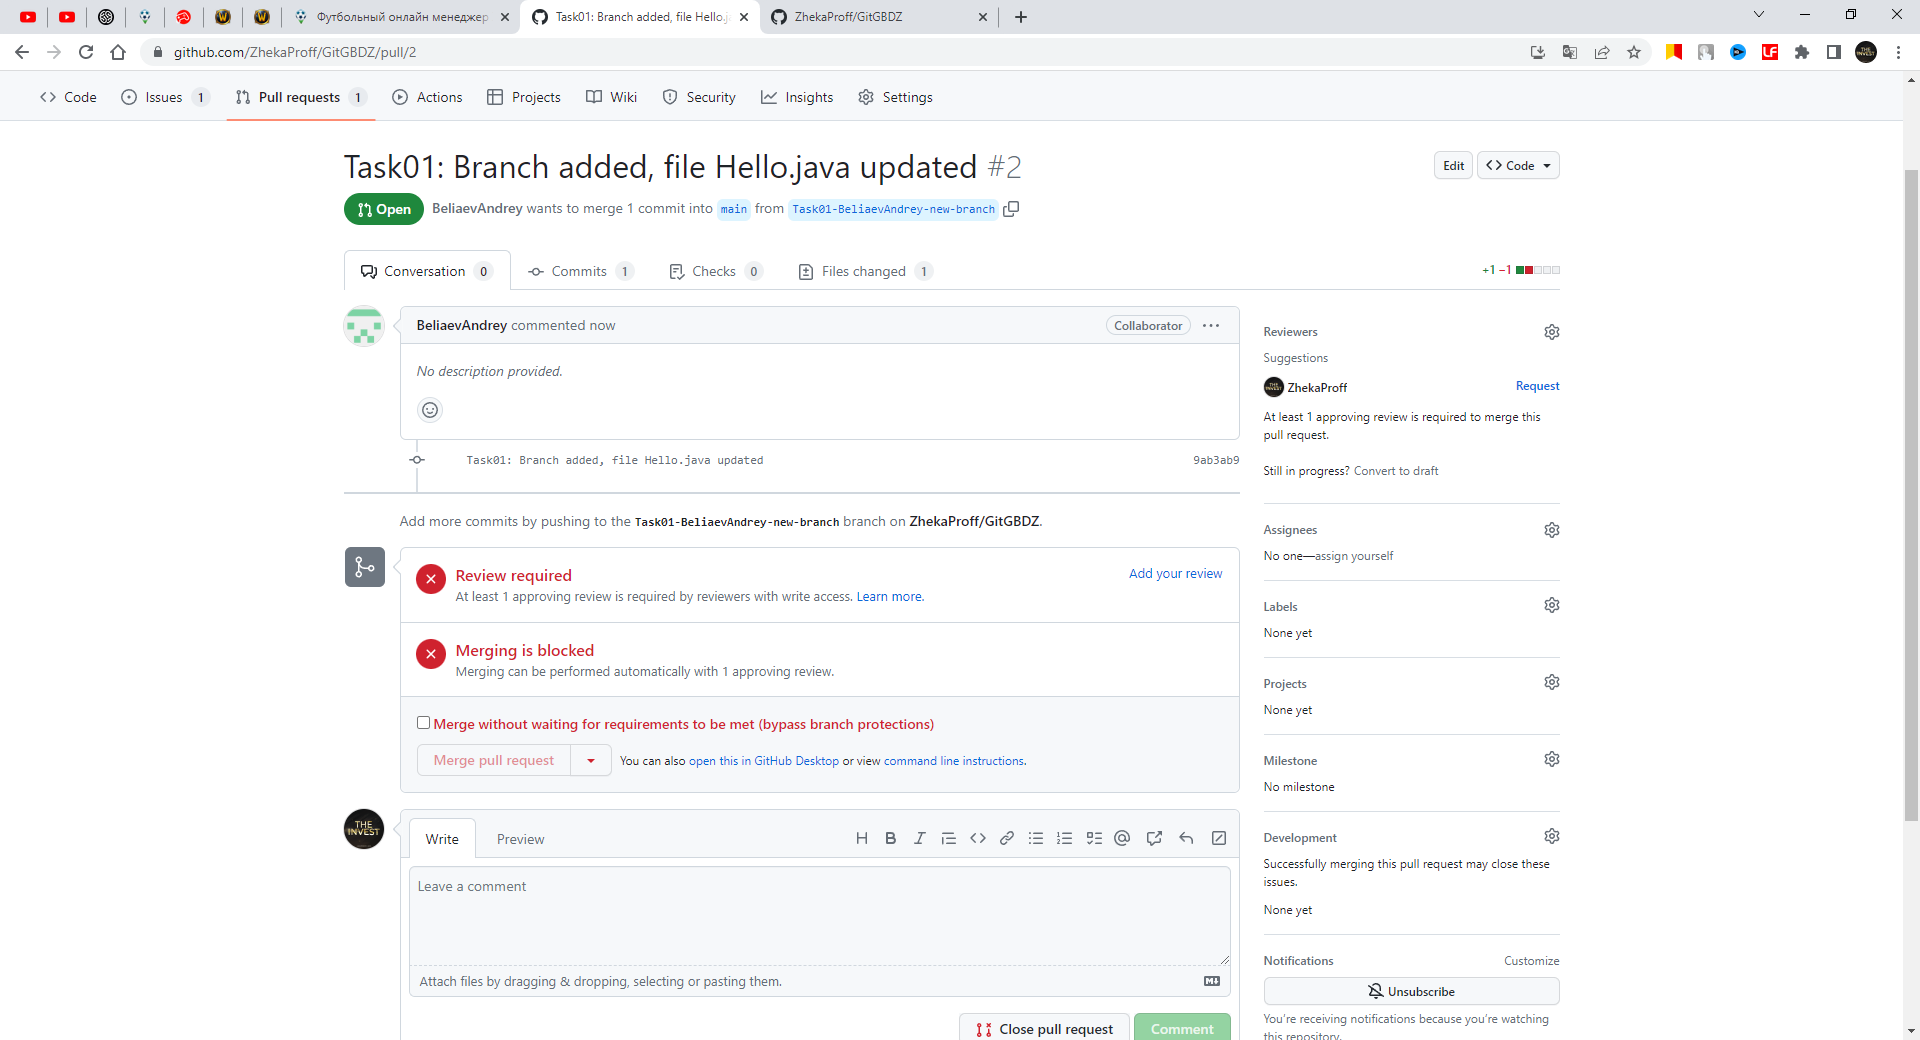 Футбольный онлайн менеджер
Task01: Branch added, file Hello.j
ZhekaProff/GitGBDZ
github.com/ZhekaProff/GitGBDZ/pull/2
Code
Issues 1
Pull requests 1
Actions
Projects
Wiki
Security
Insights
Settings
Task01: Branch added, file Hello.java updated #2
Edit
Code
Open
BeliaevAndrey wants to merge 1 commit into main from Task01-BeliaevAndrey-new-branch
Conversation 0
Commits 1
Checks 0
Files changed 1
+1 −1
BeliaevAndrey commented now
Collaborator
No description provided.
Task01: Branch added, file Hello.java updated
9ab3ab9
Add more commits by pushing to the Task01-BeliaevAndrey-new-branch branch on ZhekaProff/GitGBDZ.
Review required
Add your review
At least 1 approving review is required by reviewers with write access. Learn more.
Merging is blocked
Merging can be performed automatically with 1 approving review.
Merge without waiting for requirements to be met (bypass branch protections)
Merge pull request
You can also open this in GitHub Desktop or view command line instructions.
THE
INVEST
Write
Preview
Leave a comment
Attach files by dragging & dropping, selecting or pasting them.
Close pull request
Comment
Reviewers
Suggestions
ZhekaProff
Request
At least 1 approving review is required to merge this
pull request.
Still in progress? Convert to draft
Assignees
No one—assign yourself
Labels
None yet
Projects
None yet
Milestone
No milestone
Development
Successfully merging this pull request may close these
issues.
None yet
Notifications
Customize
Unsubscribe
You're receiving notifications because you're watching
this repository.